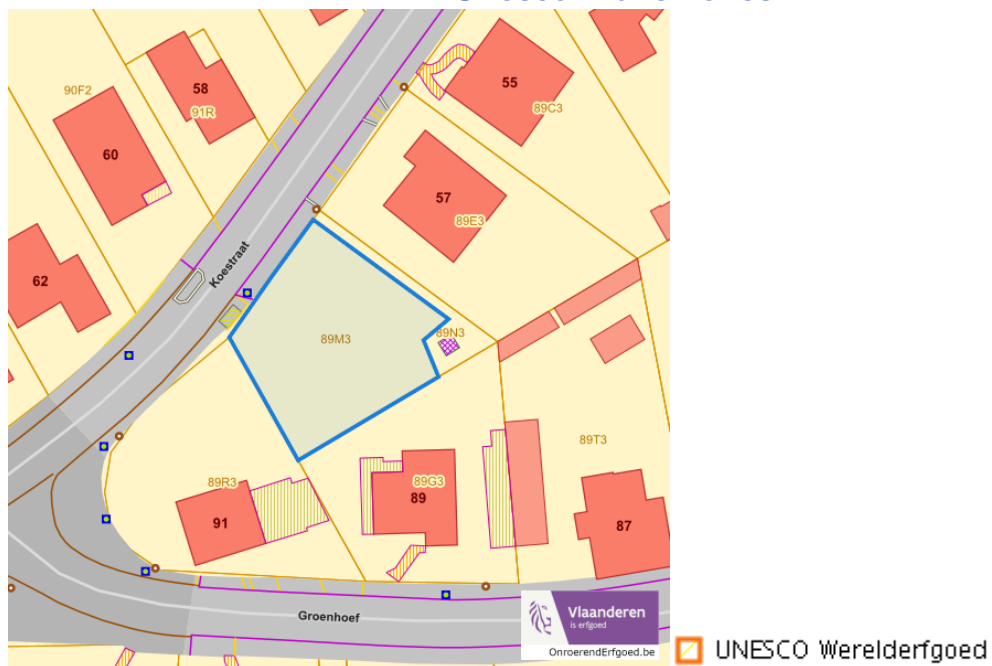 90F2
58
91R
60
62
55
89C3
57
89E3
Koestraat
89M3
89N3
89T3
89R3
91
89G3
89
87
Groenhoef
Vlaanderen
is erfgoed
OnroerendErfgoed.be
UNESCO Werelderfgoed